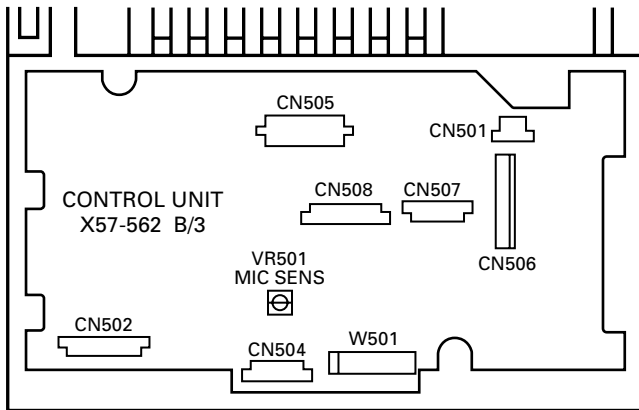 CN505
CN501
CN508
CN507
CONTROL UNIT
X57-562 B/3
CN506
VR501
MIC SENS
CN502
CN504
W501